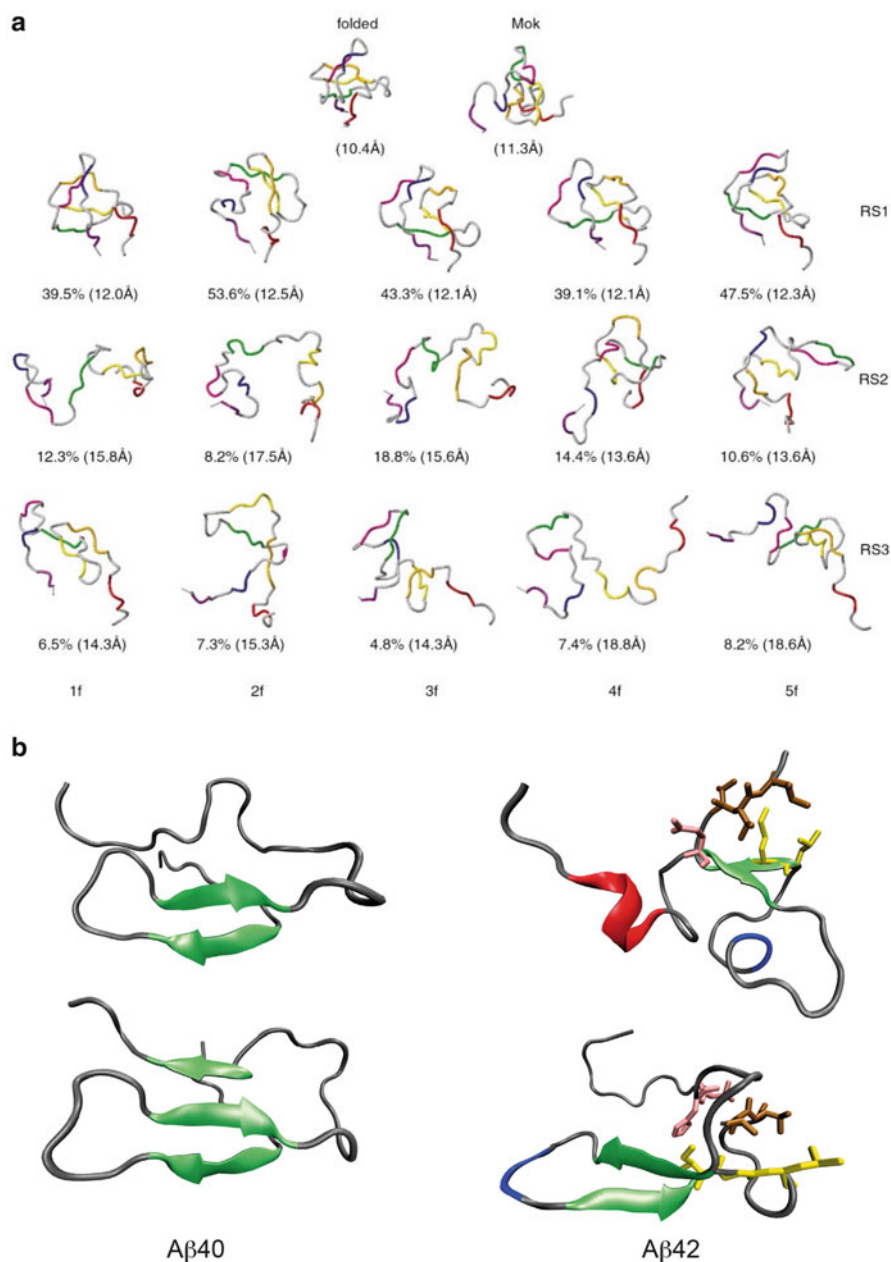 a
folded Mok
(10.4Å) (11.3Å)
RS1
39.5% (12.0Å) 53.6% (12.5Å) 43.3% (12.1Å) 39.1% (12.1Å) 47.5% (12.3Å)
RS2
12.3% (15.8Å) 8.2% (17.5Å) 18.8% (15.6Å) 14.4% (13.6Å) 10.6% (13.6Å)
RS3
6.5% (14.3Å) 7.3% (15.3Å) 4.8% (14.3Å) 7.4% (18.8Å) 8.2% (18.6Å)
1f 2f 3f 4f 5f
b
Aβ40 Aβ42